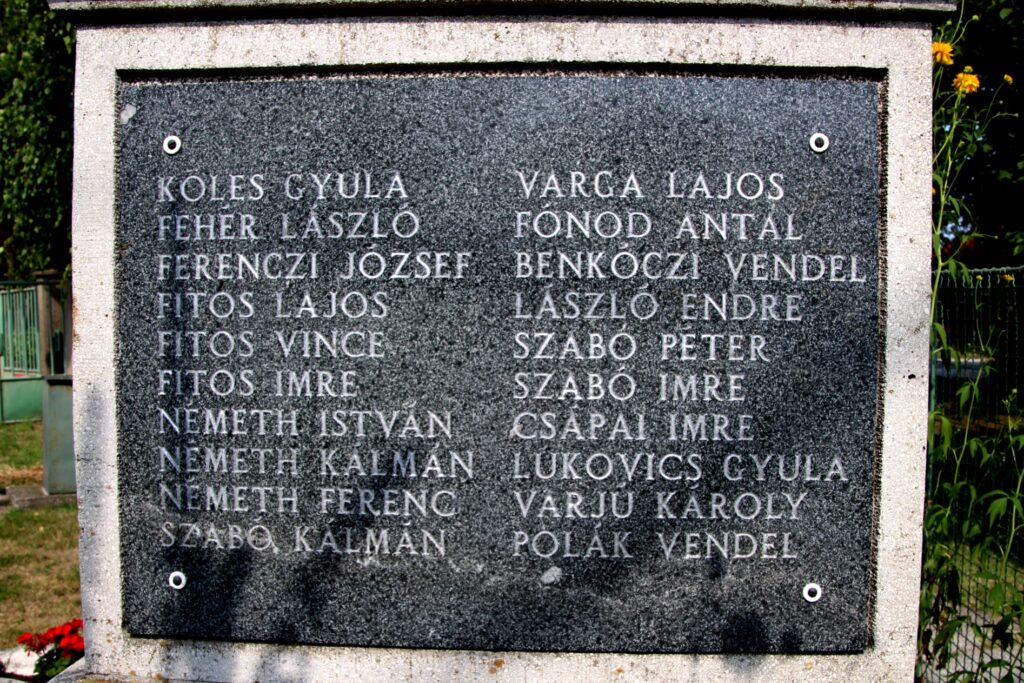 KOLES GYULA
FEHÉR LÁSZLÓ
FERENCZI JÓZSEF
FITOS LAJOS
FITOS VINCE
FITOS IMRE
NÉMETH ISTVÁN
NÉMETH KÁLMÁN
NÉMETH FERENC
SZABÓ KÁLMÁN
VARGA LAJOS
FÓNOD ANTAL
BENKÓCZI VENDEL
LÁSZLÓ ENDRE
SZABÓ PÉTER
SZABÓ IMRE
CSÁPAI IMRE
LUKOVICS GYULA
VARJÚ KÁROLY
POLÁK VENDEL